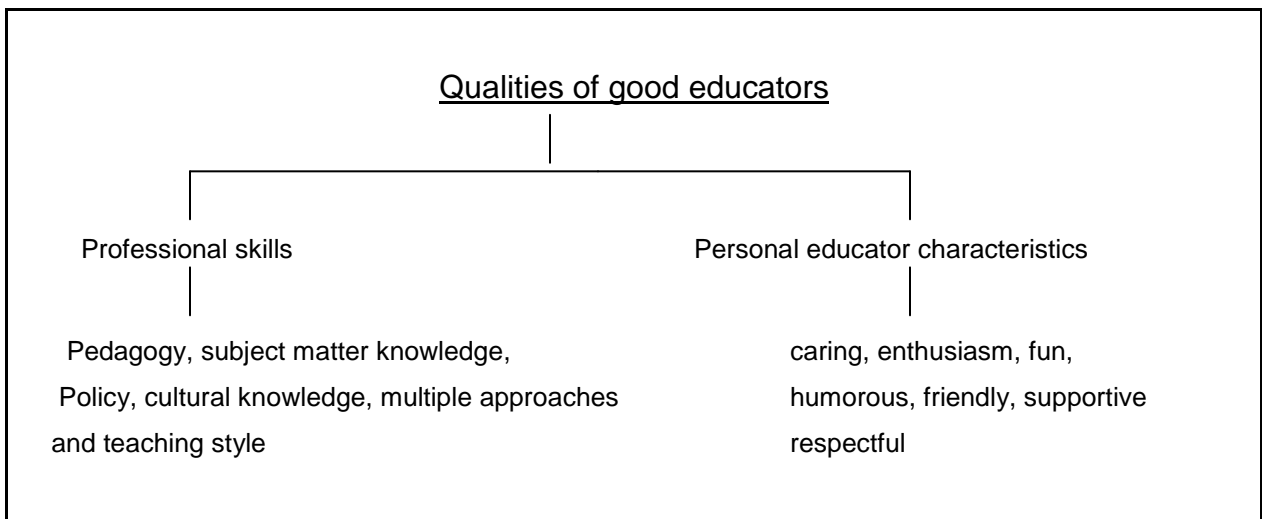 Qualities of good educators
Professional skills
Personal educator characteristics
Pedagogy, subject matter knowledge,
Policy, cultural knowledge, multiple approaches
and teaching style
caring, enthusiasm, fun,
humorous, friendly, supportive
respectful